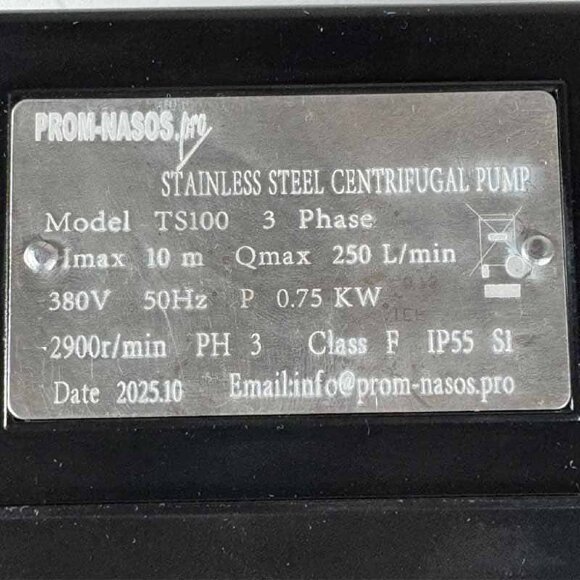 PROM-NASOS.pro
STAINLESS STEEL CENTRIFUGAL PUMP
Model TS100 3 Phase
Hmax 10 m Qmax 250 L/min
380V 50Hz P 0.75 KW
2900r/min PH 3 Class F IP55 S1
Date 2025.10 Email:info@prom-nasos.pro